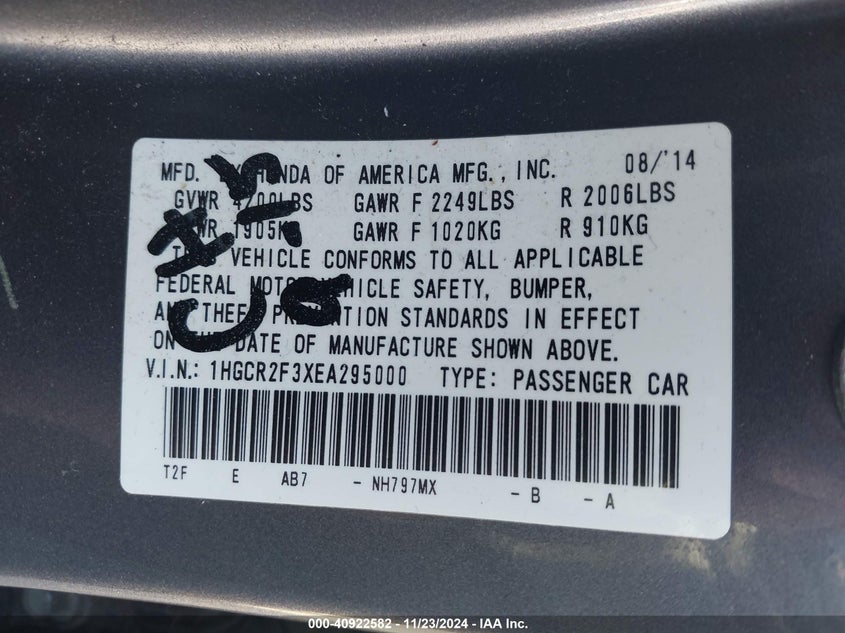 MFD. HONDA OF AMERICA MFG., INC. 08/'14
GVWR 4200LBS GAWR F 2249LBS R 2006LBS
GVWR 1905KG GAWR F 1020KG R 910KG
THIS VEHICLE CONFORMS TO ALL APPLICABLE
FEDERAL MOTOR VEHICLE SAFETY, BUMPER,
AND THEFT PREVENTION STANDARDS IN EFFECT
ON THE DATE OF MANUFACTURE SHOWN ABOVE.
V.I.N.: 1HGCR2F3XEA295000 TYPE: PASSENGER CAR
T2F E AB7 - NH797MX - B - A
000-40922582 - 11/23/2024 - IAA Inc.